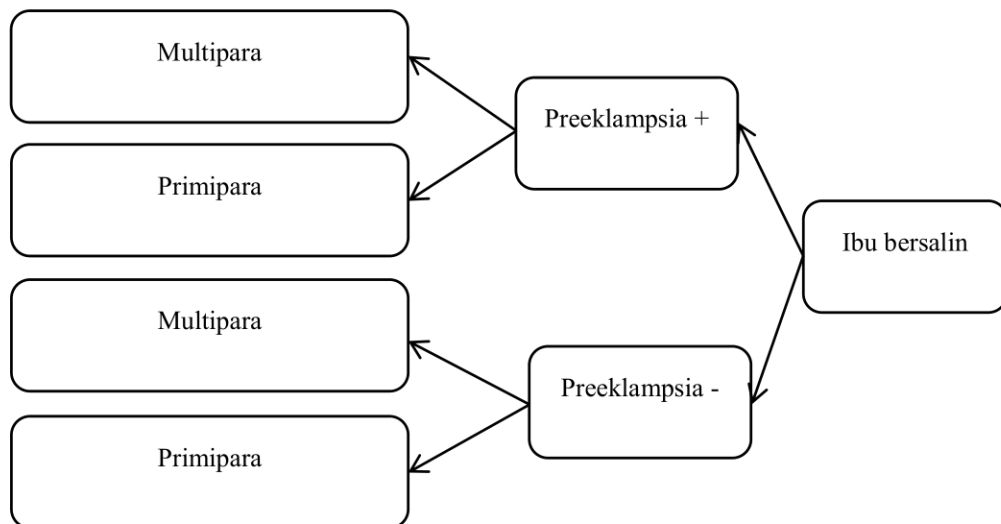 Multipara
Preeklampsia +
Primipara
Ibu bersalin
Multipara
Preeklampsia -
Primipara